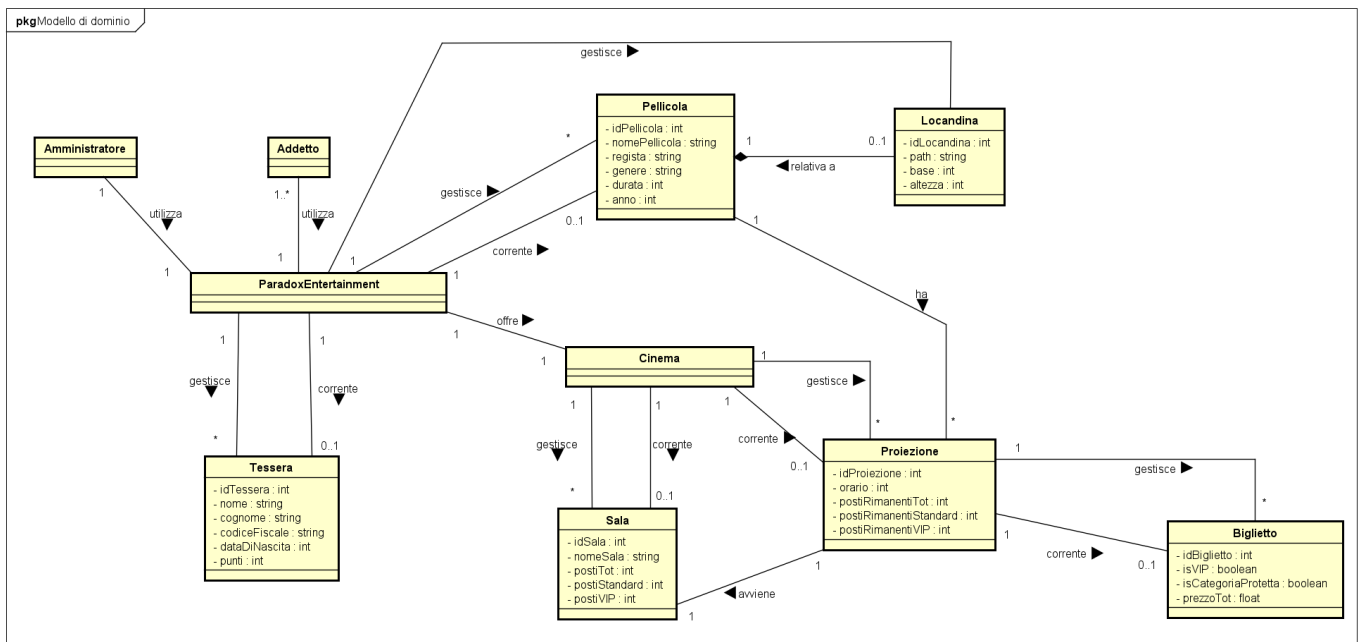 pkg Modello di dominio
gestisce
Pellicola
- idPellicola : int
- nomePellicola : string
- regista : string
- genere : string
- durata : int
- anno : int
Locandina
- idLocandina : int
- path : string
- base : int
- altezza : int
1
0..1
relativa a
Amministratore
Addetto
1
utilizza
1
1..*
utilizza
1
*
gestisce
1
0..1
corrente
1
1
ha
*
ParadoxEntertainment
1
offre
1
Cinema
1
gestisce
*
1
corrente
0..1
1
gestisce
*
1
corrente
0..1
Tessera
- idTessera : int
- nome : string
- cognome : string
- codiceFiscale : string
- dataDiNascita : int
- punti : int
1
gestisce
*
1
corrente
0..1
Sala
- idSala : int
- nomeSala : string
- postiTot : int
- postiStandard : int
- postiVIP : int
Proiezione
- idProiezione : int
- orario : int
- postiRimanentiTot : int
- postiRimanentiStandard : int
- postiRimanentiVIP : int
1
avviene
1
1
gestisce
*
1
corrente
0..1
Biglietto
- idBiglietto : int
- isVIP : boolean
- isCategoriaProtetta : boolean
- prezzoTot : float